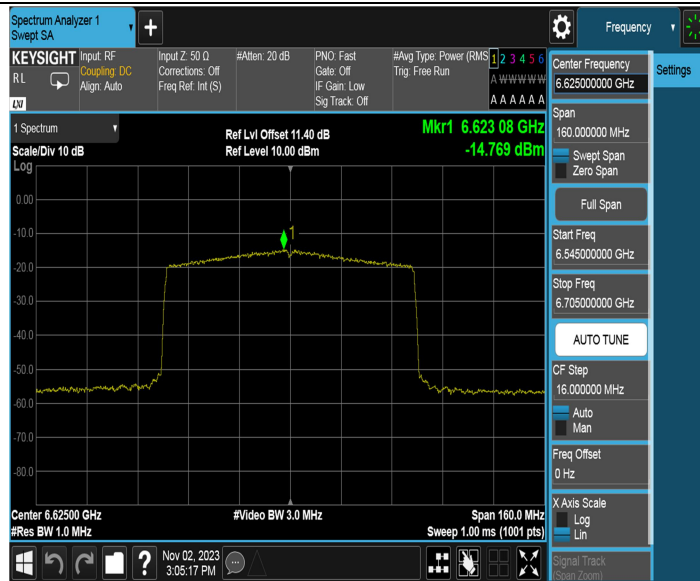 Spectrum Analyzer 1
Swept SA
+
Frequency
KEYSIGHT
RL
LXI
Input: RF
Coupling: DC
Align: Auto
Input Z: 50 Ω
Corrections: Off
Freq Ref: Int (S)
#Atten: 20 dB
PNO: Fast
Gate: Off
IF Gain: Low
Sig Track: Off
#Avg Type: Power (RMS
Trig: Free Run
1 2 3 4 5 6
A W W W W W
A A A A A A
1 Spectrum
Scale/Div 10 dB
Log
Ref Lvl Offset 11.40 dB
Ref Level 10.00 dBm
Mkr1 6.623 08 GHz
-14.769 dBm
0.00
-10.0
-20.0
-30.0
-40.0
-50.0
-60.0
-70.0
-80.0
1
Center 6.62500 GHz
#Res BW 1.0 MHz
#Video BW 3.0 MHz
Span 160.0 MHz
Sweep 1.00 ms (1001 pts)
Nov 02, 2023
3:05:17 PM
?
Center Frequency
6.625000000 GHz
Settings
Span
160.000000 MHz
Swept Span
Zero Span
Full Span
Start Freq
6.545000000 GHz
Stop Freq
6.705000000 GHz
AUTO TUNE
CF Step
16.000000 MHz
Auto
Man
Freq Offset
0 Hz
X Axis Scale
Log
Lin
Signal Track
(Span Zoom)